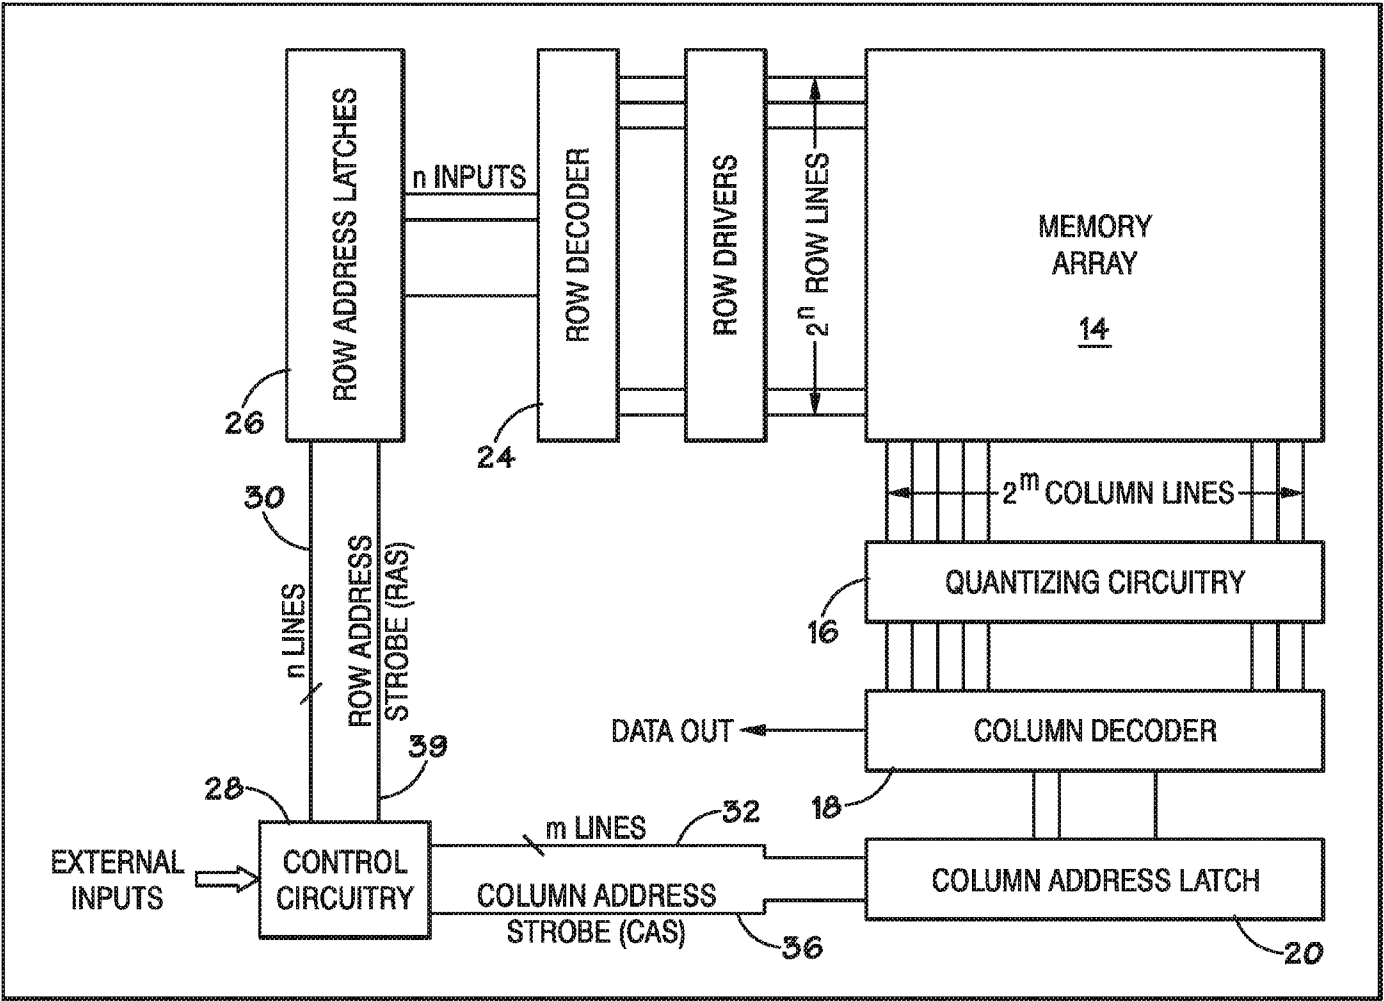 ROW ADDRESS LATCHES
26
n INPUTS
ROW DECODER
24
ROW DRIVERS
2^n ROW LINES
MEMORY
ARRAY
14
2^m COLUMN LINES
QUANTIZING CIRCUITRY
16
30
n LINES
ROW ADDRESS
STROBE (RAS)
39
DATA OUT
COLUMN DECODER
18
28
EXTERNAL
INPUTS
CONTROL
CIRCUITRY
m LINES
32
COLUMN ADDRESS
STROBE (CAS)
36
COLUMN ADDRESS LATCH
20